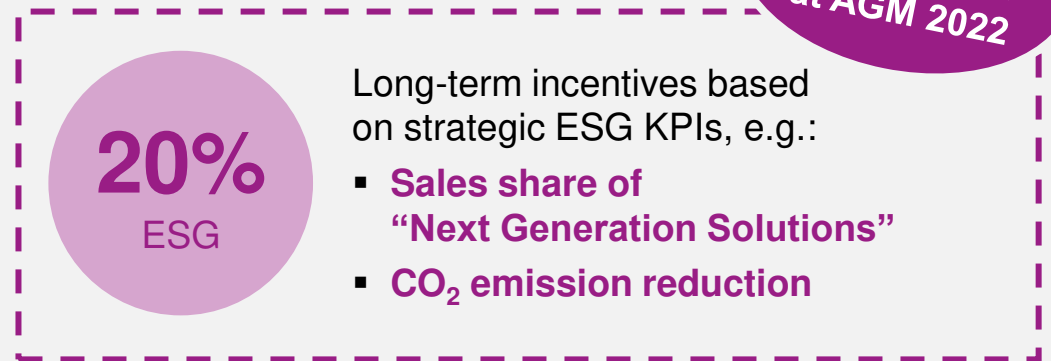 at AGM 2022
Long-term incentives based
on strategic ESG KPIs, e.g.:
20%
ESG
▪ Sales share of
“Next Generation Solutions”
▪ CO₂ emission reduction